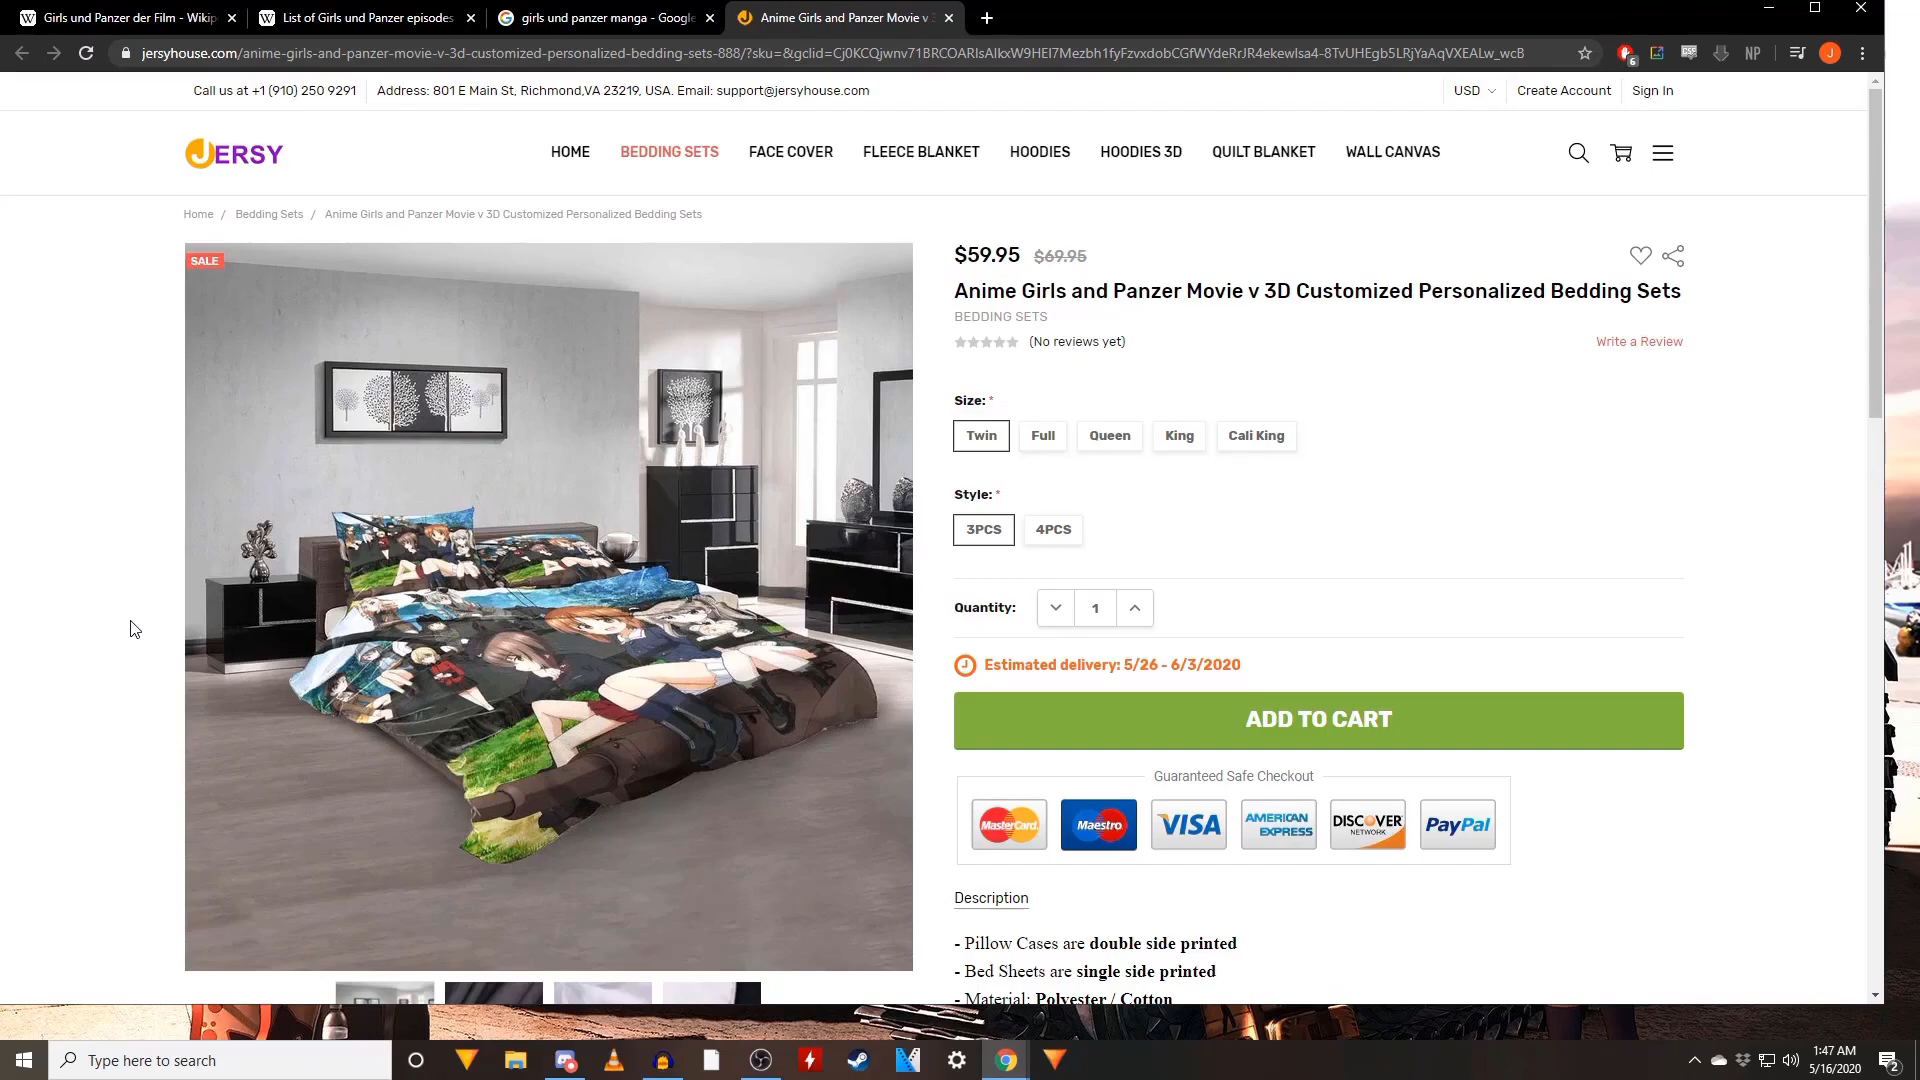 Girls und Panzer der Film - Wikip
List of Girls und Panzer episodes
girls und panzer manga - Google
Anime Girls and Panzer Movie v
jersyhouse.com/anime-girls-and-panzer-movie-v-3d-customized-personalized-bedding-sets-888/?sku=&gclid=Cj0KCQjwnv71BRCOARIsAIkxW9HEI7Mezbh1fyFzvxdobCGfWYdeRrJR4ekewlsa4-8TvUHEgb5LRjYaAqVXEALw_wcB
6
NP
J
Call us at +1 (910) 250 9291
Address: 801 E Main St, Richmond,VA 23219, USA. Email: support@jersyhouse.com
USD
Create Account
Sign In
JERSY
HOME
BEDDING SETS
FACE COVER
FLEECE BLANKET
HOODIES
HOODIES 3D
QUILT BLANKET
WALL CANVAS
Home / Bedding Sets / Anime Girls and Panzer Movie v 3D Customized Personalized Bedding Sets
SALE
$59.95 $69.95
Anime Girls and Panzer Movie v 3D Customized Personalized Bedding Sets
BEDDING SETS
(No reviews yet)
Write a Review
Size: *
Twin
Full
Queen
King
Cali King
Style: *
3PCS
4PCS
Quantity:
1
Estimated delivery: 5/26 - 6/3/2020
ADD TO CART
Guaranteed Safe Checkout
MasterCard
Maestro
VISA
AMERICAN EXPRESS
DISCOVER NETWORK
PayPal
Description
- Pillow Cases are double side printed
- Bed Sheets are single side printed
- Material: Polyester / Cotton
Type here to search
1:47 AM
5/16/2020
2